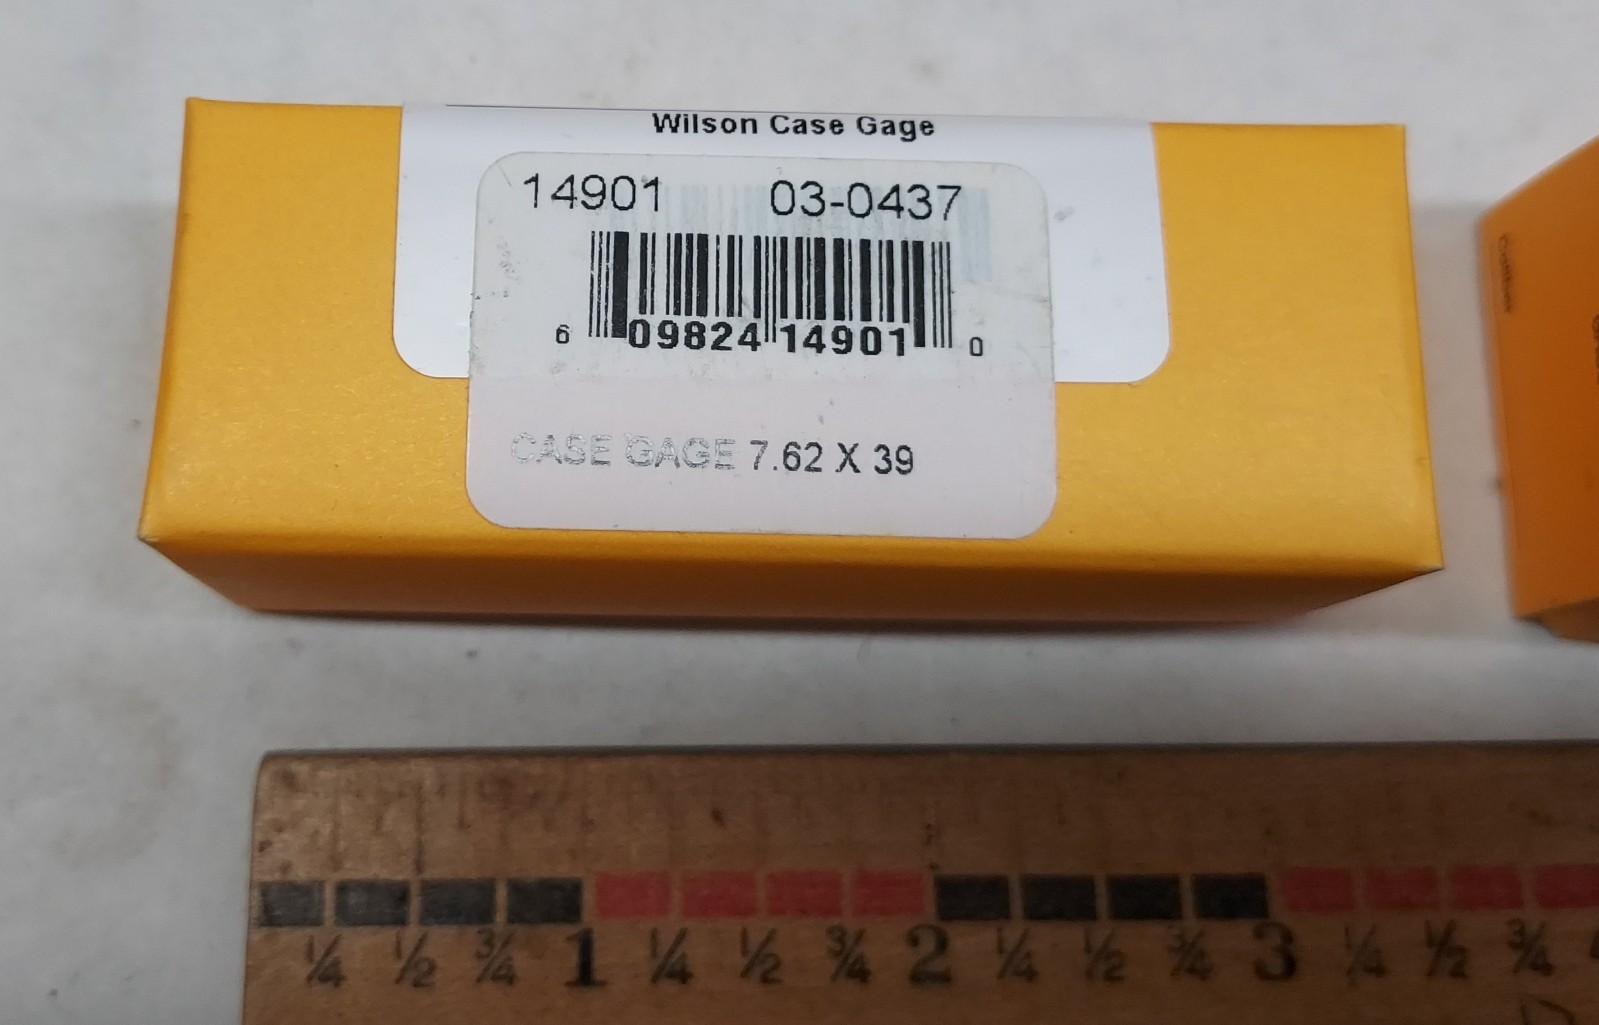 Wilson Case Gage
14901 03-0437
6 09824 14901 0
CASE GAGE 7.62 X 39
¼ ½ ¾ 1 ¼ ½ ¾ 2 ¼ ½ ¾ 3 ¼ ½ ¾